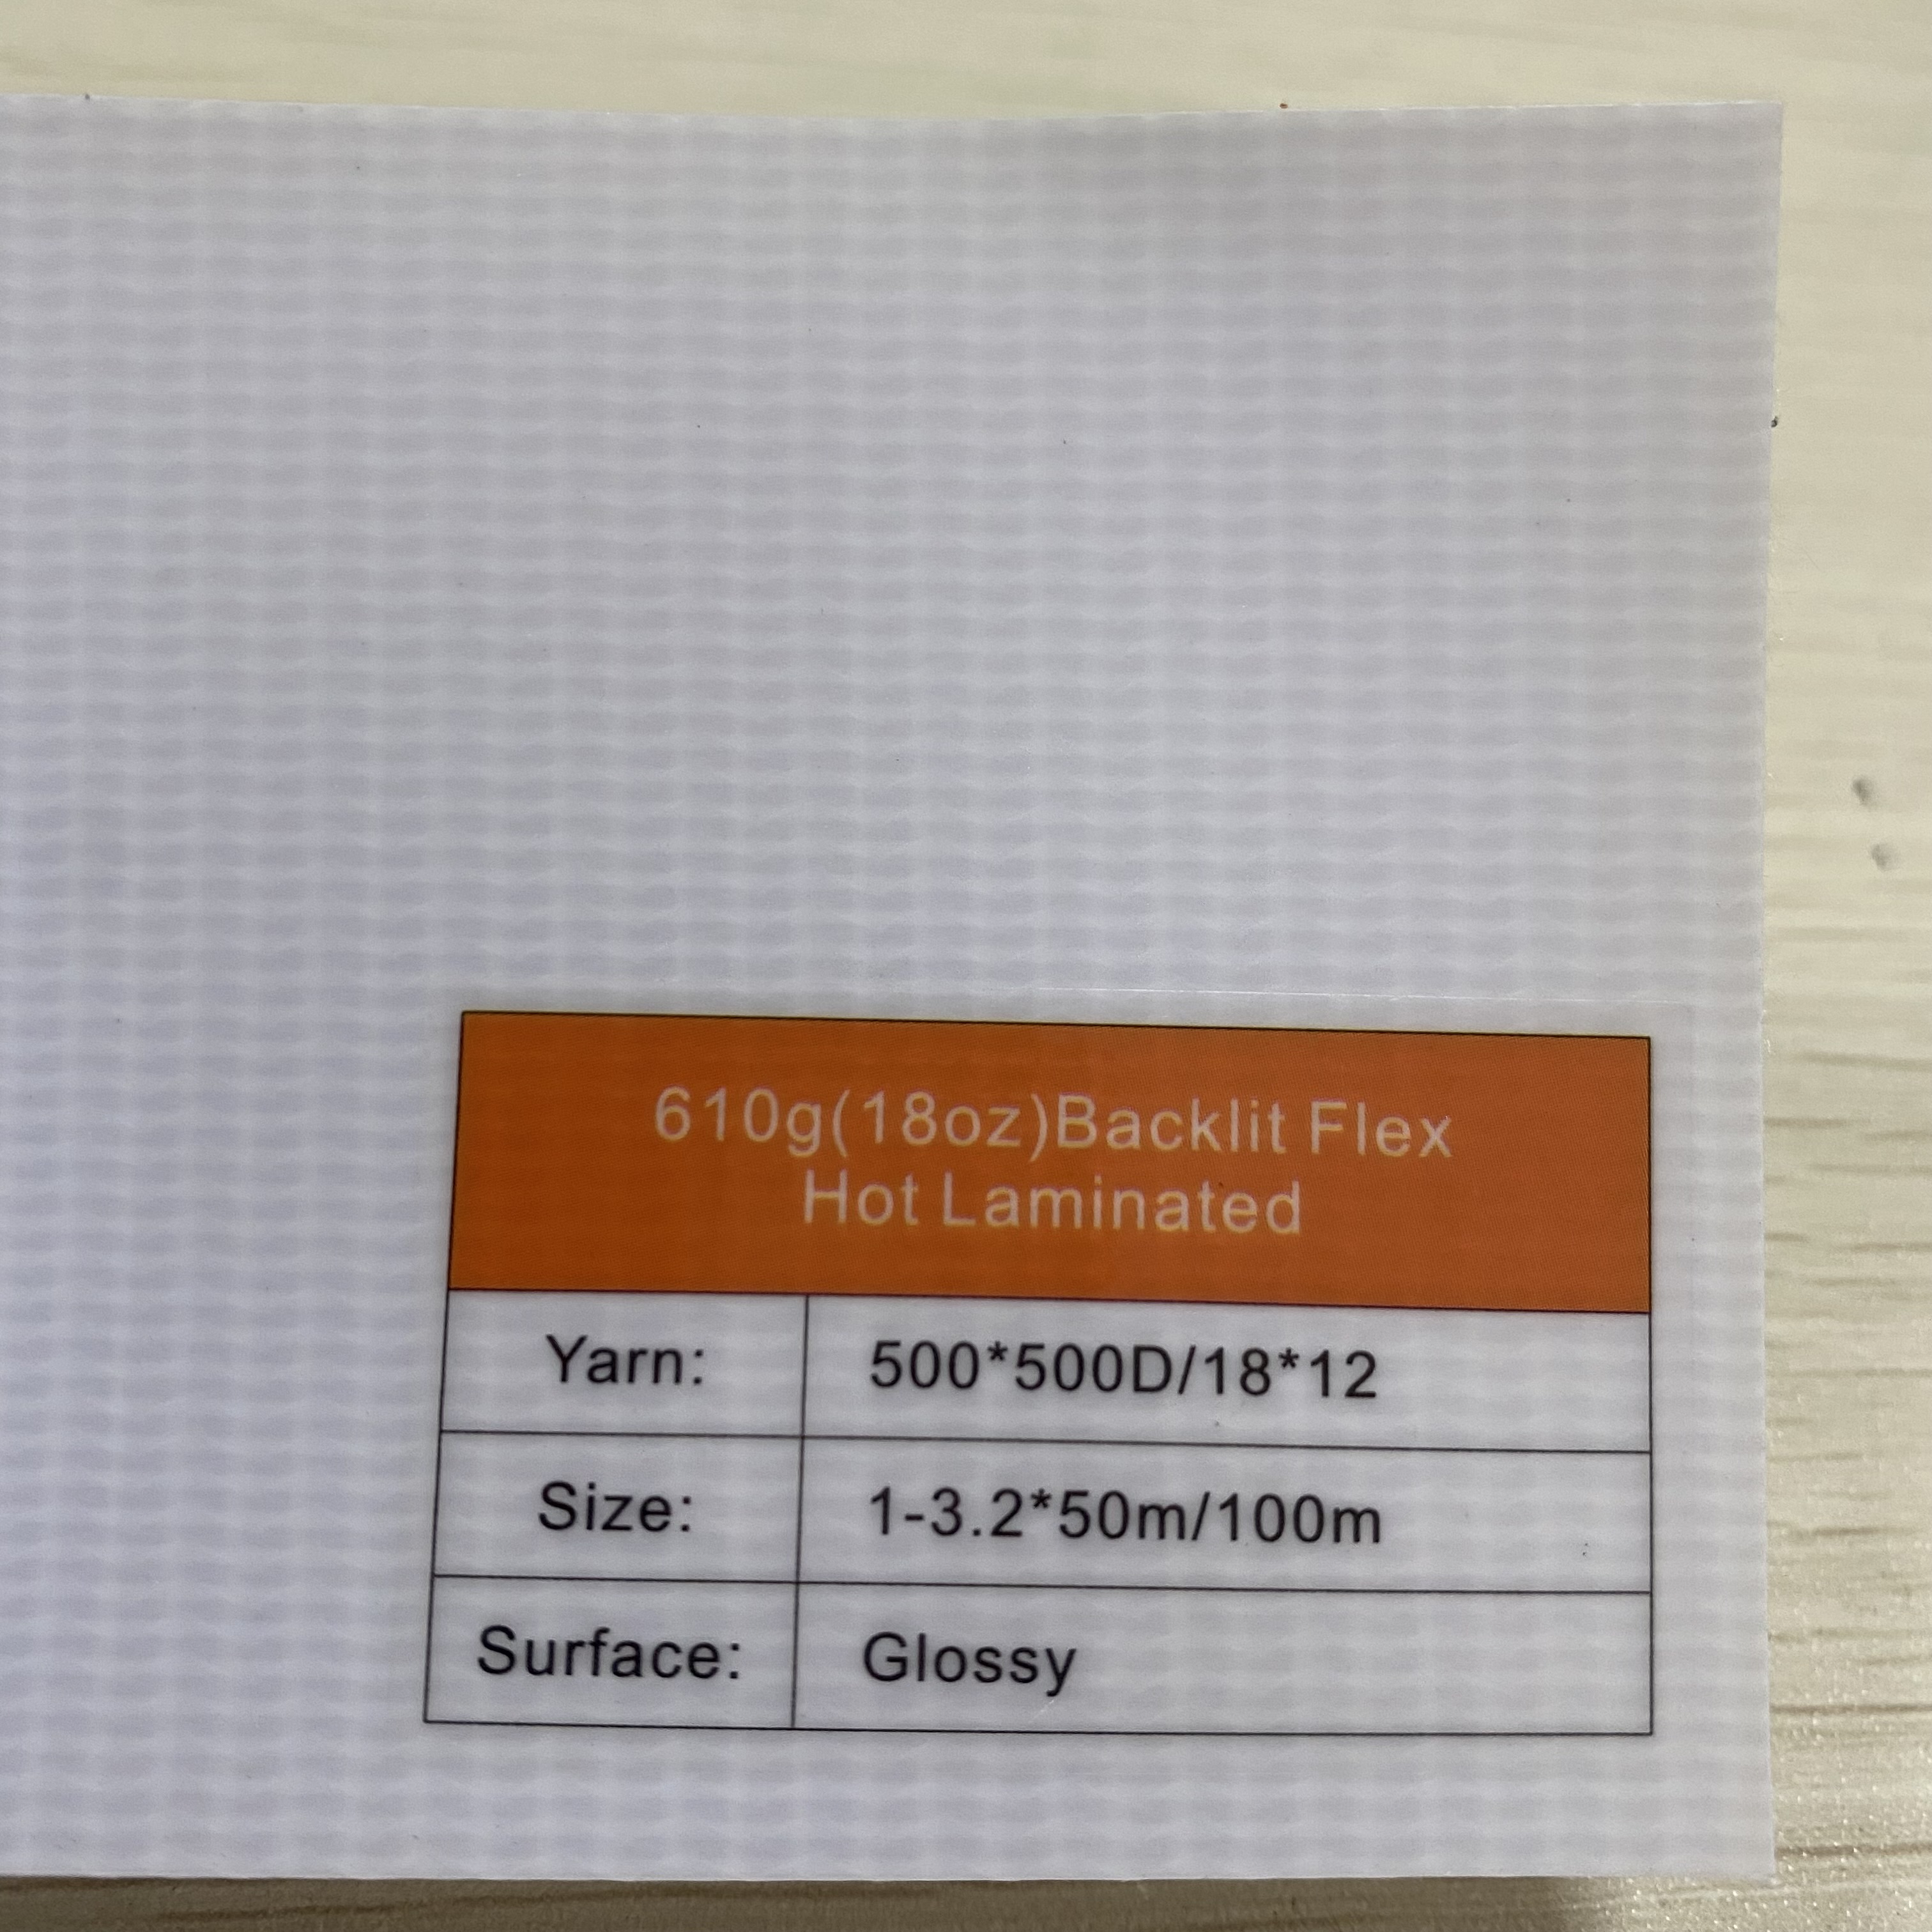 610g(18oz)Backlit Flex
Hot Laminated
Yarn: 500*500D/18*12
Size: 1-3.2*50m/100m
Surface: Glossy